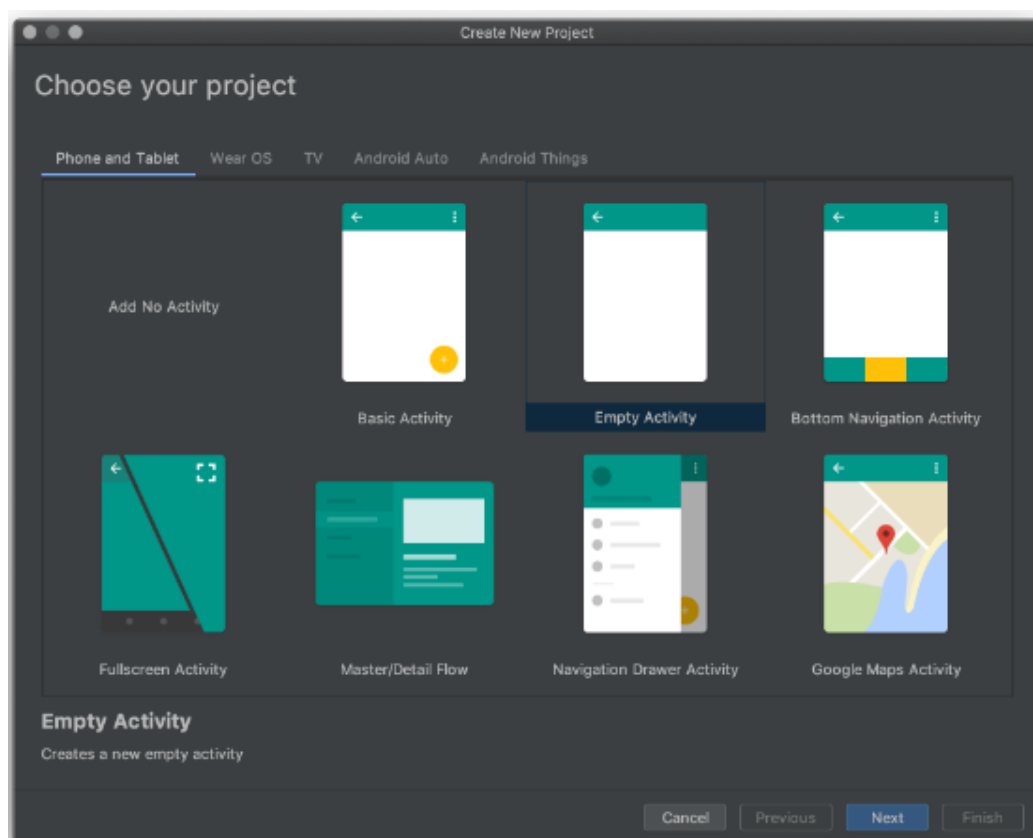 Create New Project
Choose your project
Phone and Tablet Wear OS TV Android Auto Android Things
Add No Activity
Basic Activity Empty Activity Bottom Navigation Activity
Fullscreen Activity Master/Detail Flow Navigation Drawer Activity Google Maps Activity
Empty Activity
Creates a new empty activity
Cancel Previous Next Finish